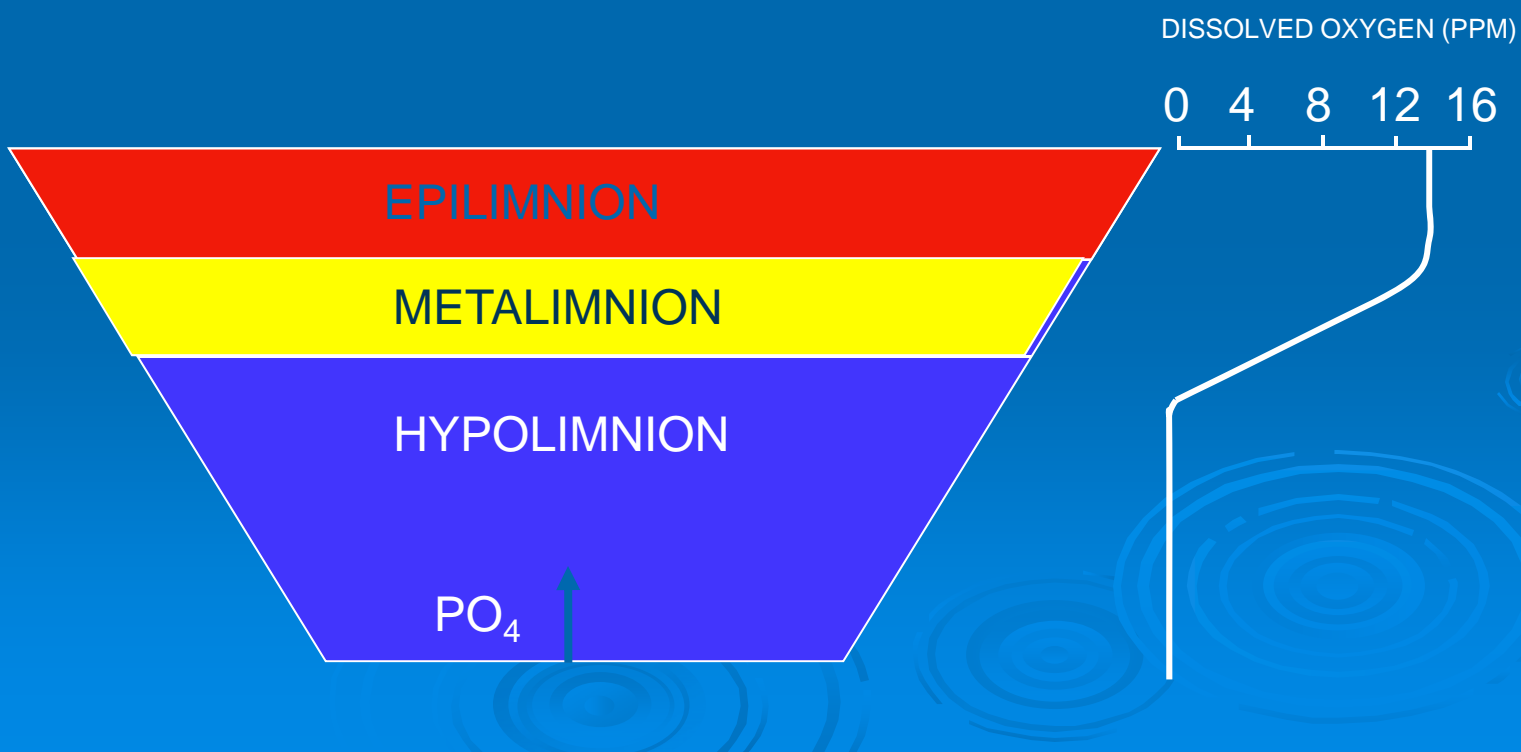 DISSOLVED OXYGEN (PPM)
0 4 8 12 16
EPILIMNION
METALIMNION
HYPOLIMNION
PO₄